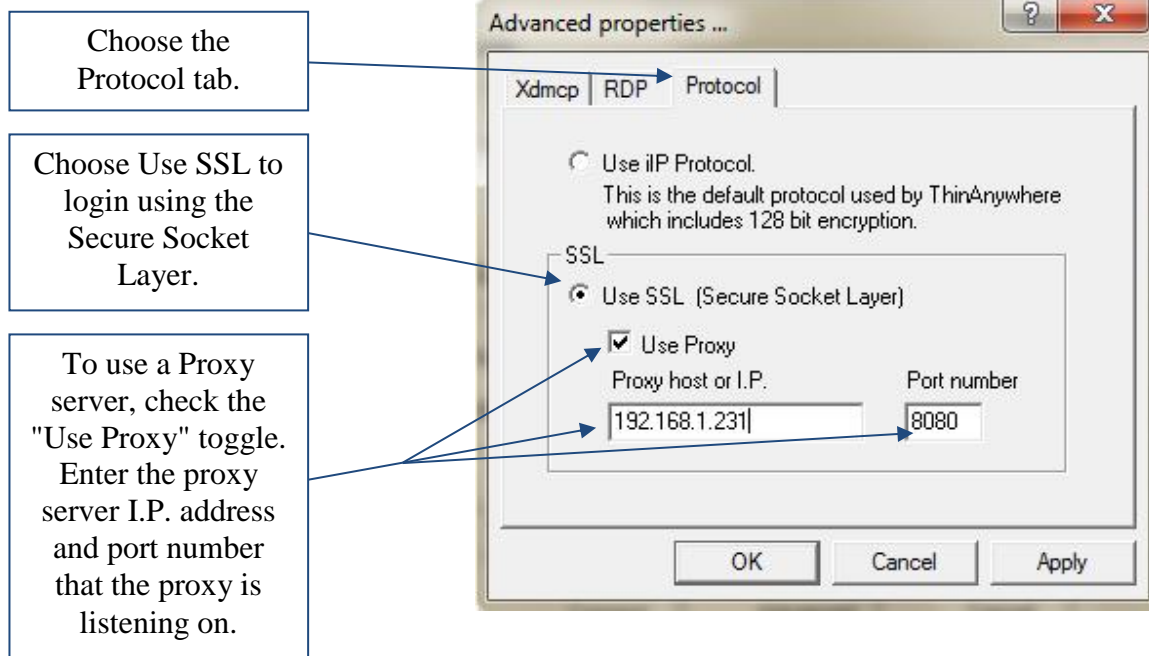 Choose the
Protocol tab.
Choose Use SSL to
login using the
Secure Socket
Layer.
To use a Proxy
server, check the
"Use Proxy" toggle.
Enter the proxy
server I.P. address
and port number
that the proxy is
listening on.
Advanced properties ...
Xdmcp RDP Protocol
Use iIP Protocol.
This is the default protocol used by ThinAnywhere
which includes 128 bit encryption.
SSL
Use SSL (Secure Socket Layer)
Use Proxy
Proxy host or I.P. Port number
192.168.1.231 8080
OK Cancel Apply